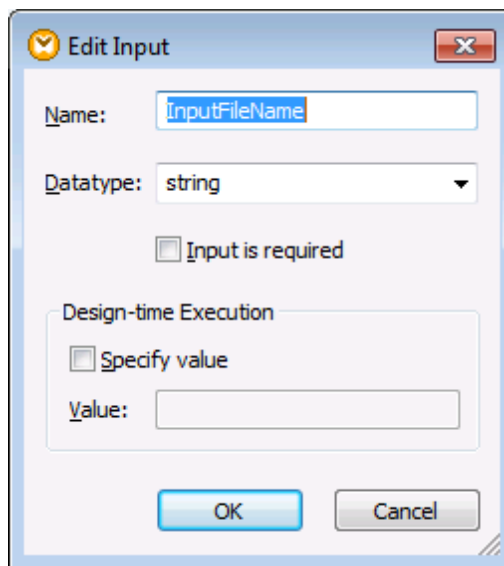 Edit Input
Name: InputFileName
Datatype: string
Input is required
Design-time Execution
Specify value
Value:
OK Cancel